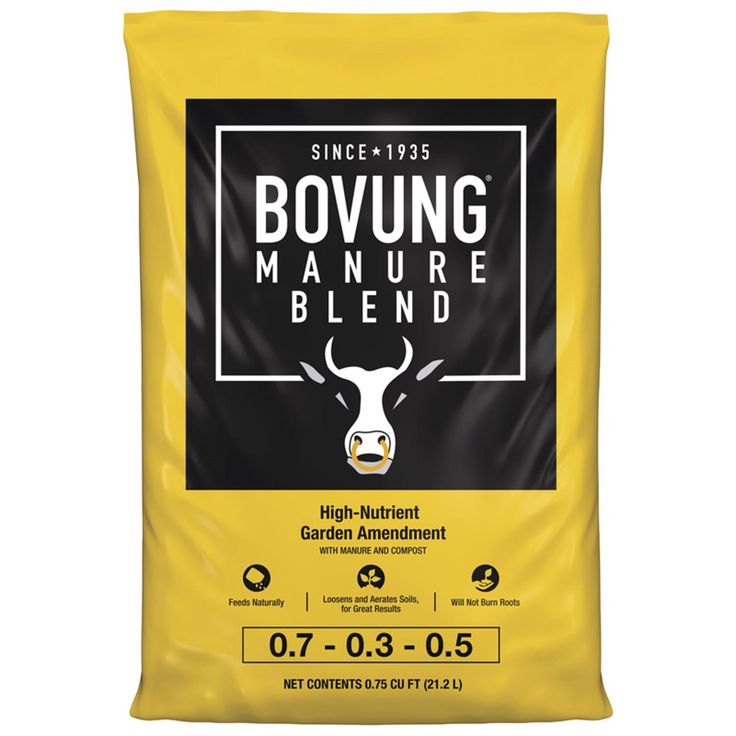 SINCE★1935
BOVUNG®
MANURE
BLEND
High-Nutrient
Garden Amendment
WITH MANURE AND COMPOST
Feeds Naturally
Loosens and Aerates Soils,
for Great Results
Will Not Burn Roots
0.7 - 0.3 - 0.5
NET CONTENTS 0.75 CU FT (21.2 L)